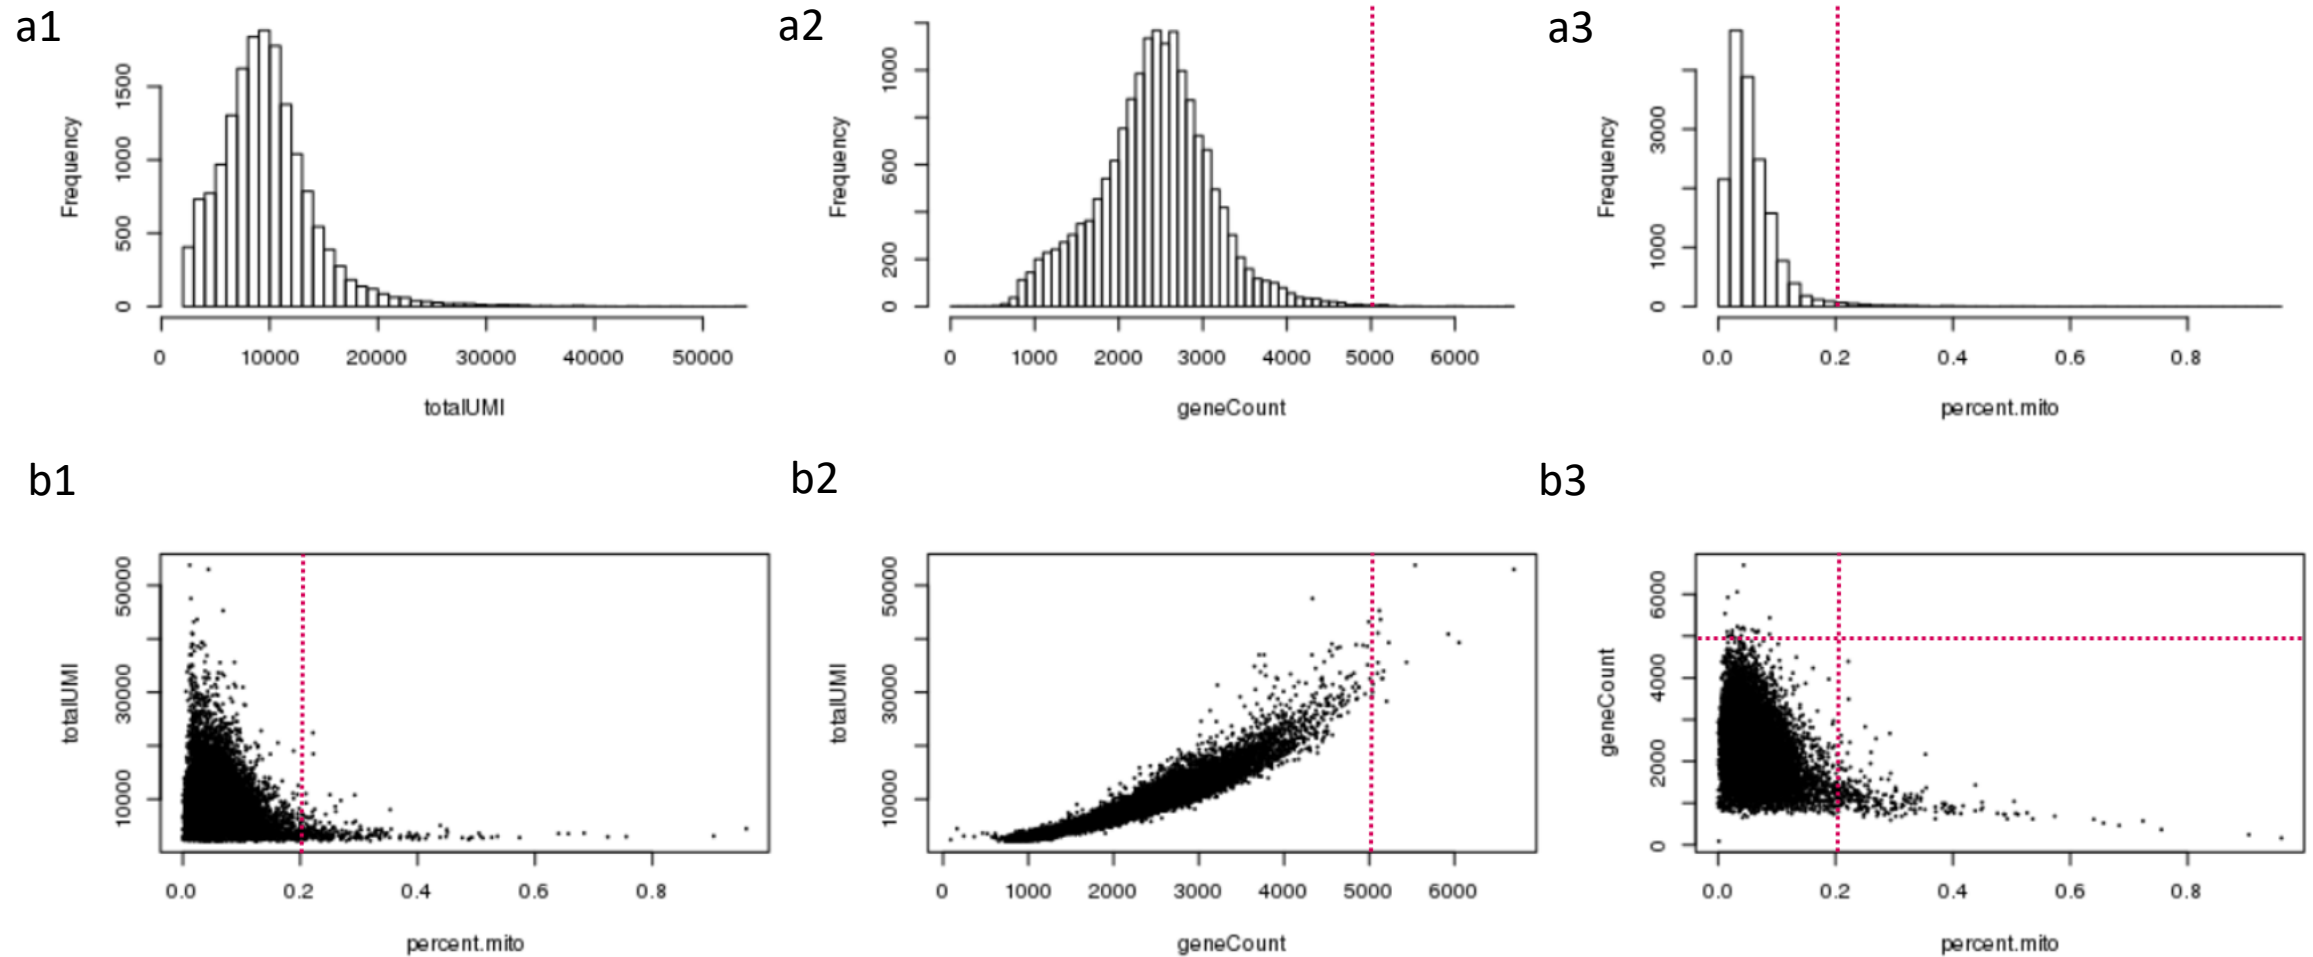 a1
a2
a3
Frequency
0 500 1000 1500
0 10000 20000 30000 40000 50000
totalUMI
Frequency
0 200 600 1000
0 1000 2000 3000 4000 5000 6000
geneCount
Frequency
0 1000 3000
0.0 0.2 0.4 0.6 0.8
percent.mito
b1
b2
b3
totalUMI
10000 30000 50000
0.0 0.2 0.4 0.6 0.8
percent.mito
totalUMI
10000 30000 50000
0 1000 2000 3000 4000 5000 6000
geneCount
geneCount
0 2000 4000 6000
0.0 0.2 0.4 0.6 0.8
percent.mito